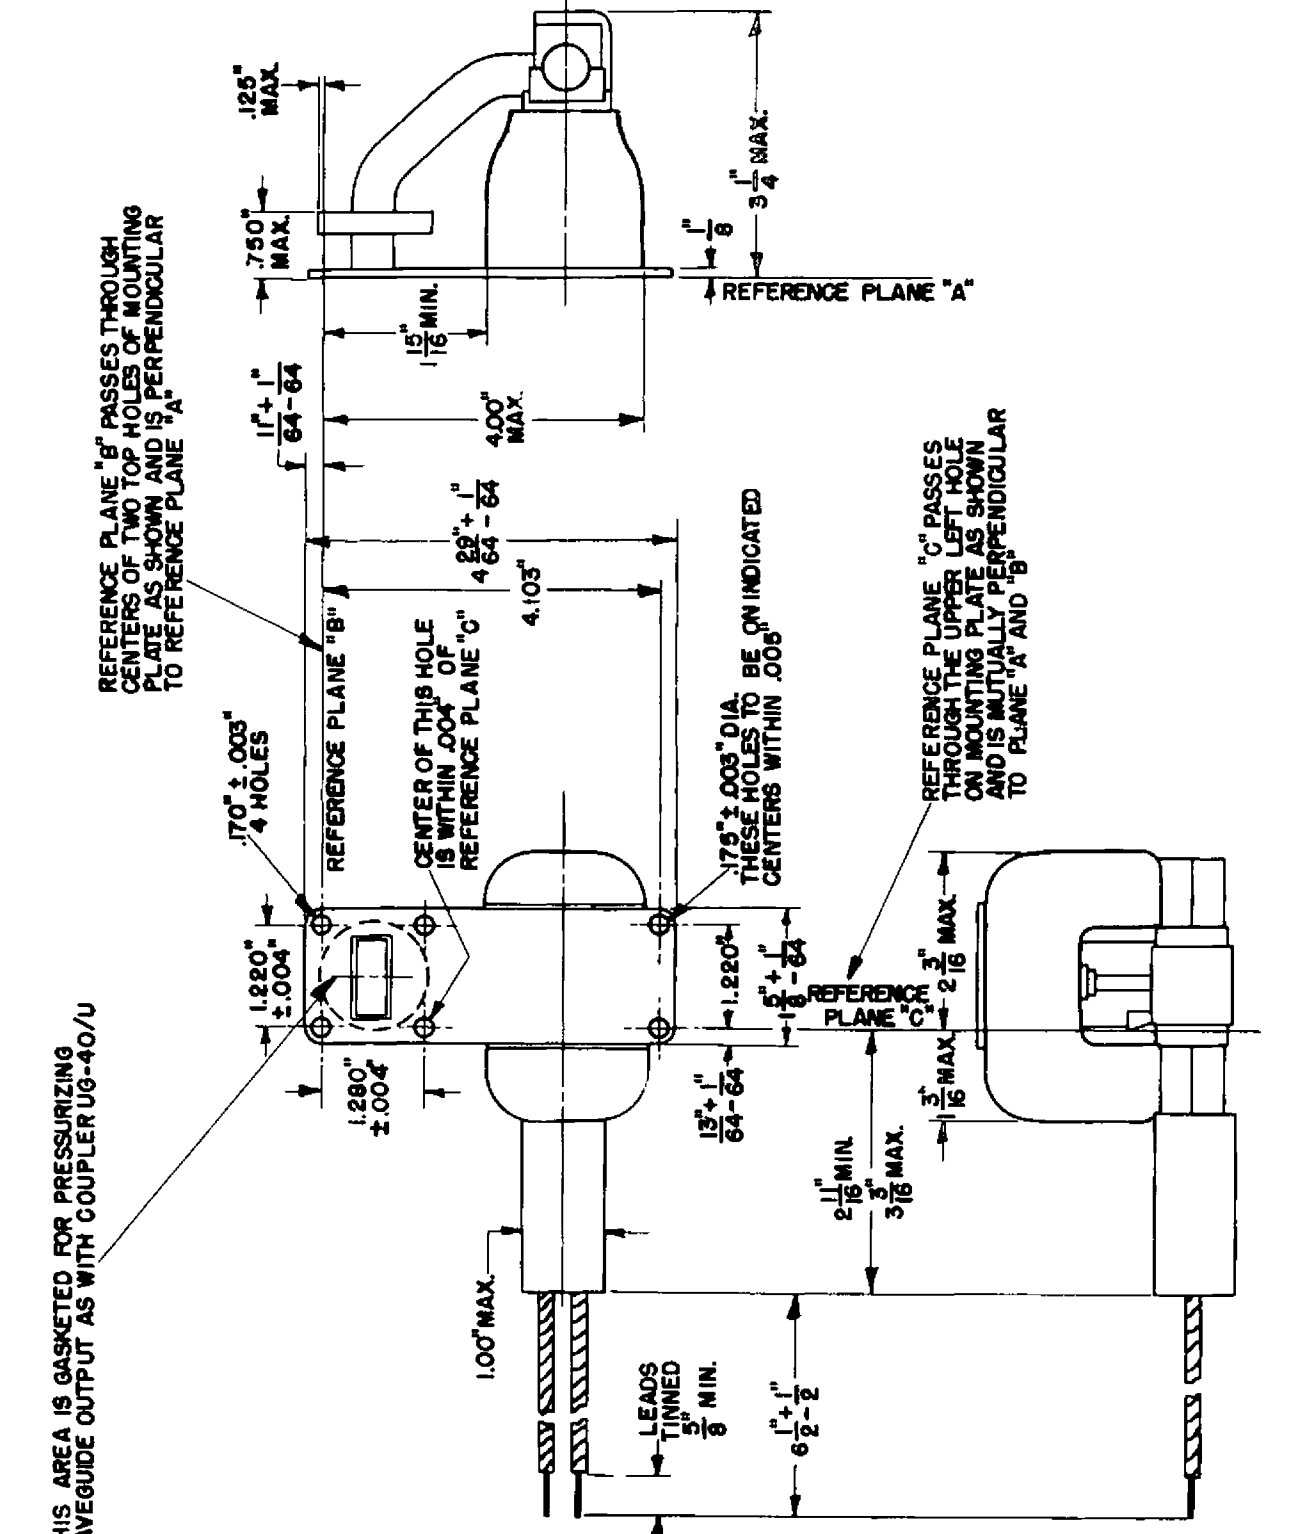 THIS AREA IS GASKETED FOR PRESSURIZING
WAVEGUIDE OUTPUT AS WITH COUPLER UG-40/U
REFERENCE PLANE "B" PASSES THROUGH
CENTERS OF TWO TOP HOLES OF MOUNTING
PLATE AS SHOWN AND IS PERPENDICULAR
TO REFERENCE PLANE "A"
.125"
MAX.
.750"
MAX.
3 1/4" MAX.
1/8"
REFERENCE PLANE "A"
1 15/16" MIN.
11/64" + 1/64 - 1/64
4.00"
MAX.
4 29/64" + 1/64 - 1/64
4.103"
.170" ± .003"
4 HOLES
REFERENCE PLANE "B"
CENTER OF THIS HOLE
IS WITHIN .004" OF
REFERENCE PLANE "C"
.175" ± .003" DIA.
THESE HOLES TO BE ON INDICATED
CENTERS WITHIN .005"
REFERENCE PLANE "C" PASSES
THROUGH THE UPPER LEFT HOLE
ON MOUNTING PLATE AS SHOWN
AND IS MUTUALLY PERPENDICULAR
TO PLANE "A" AND "B"
1.220"
± .004"
1.280"
± .004"
1.220"
1 5/8" + 1/64 - 1/64
13/64" + 1/64 - 1/64
REFERENCE
PLANE "C"
2 3/16" MAX.
1 3/16" MAX.
2 11/16" MIN.
3 3/16" MAX.
1.00" MAX.
LEADS
TINNED
5/8" MIN.
6 1/2" + 1/2 - 1/2